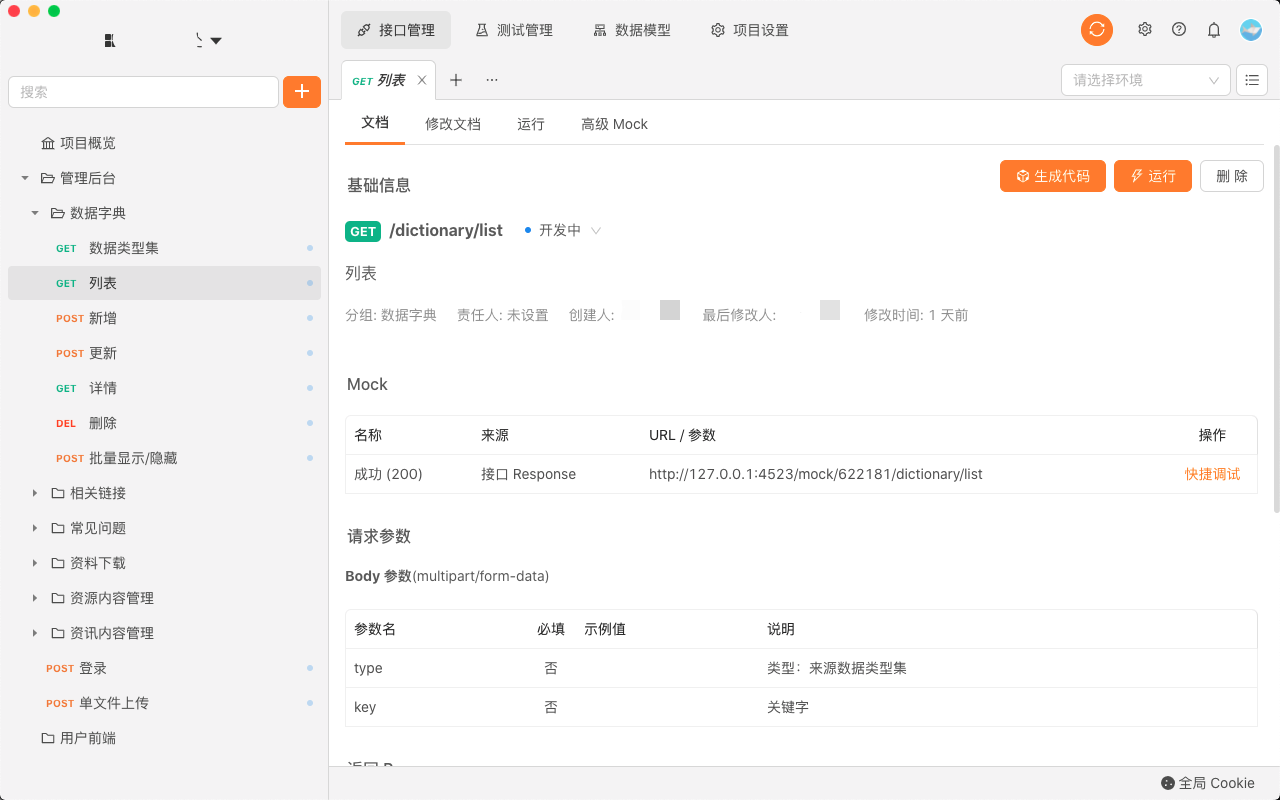 接口管理 测试管理 数据模型 项目设置
GET 列表 ···
请选择环境
搜索
项目概览
管理后台
数据字典
GET 数据类型集
GET 列表
POST 新增
POST 更新
GET 详情
DEL 删除
POST 批量显示/隐藏
相关链接
常见问题
资料下载
资源内容管理
资讯内容管理
POST 登录
POST 单文件上传
用户前端
文档 修改文档 运行 高级 Mock
基础信息
生成代码 运行 删 除
GET /dictionary/list 开发中
列表
分组: 数据字典 责任人: 未设置 创建人: 最后修改人: 修改时间: 1 天前
Mock
名称 来源 URL / 参数 操作
成功 (200) 接口 Response http://127.0.0.1:4523/mock/622181/dictionary/list 快捷调试
请求参数
Body 参数(multipart/form-data)
参数名 必填 示例值 说明
type 否 类型：来源数据类型集
key 否 关键字
全局 Cookie